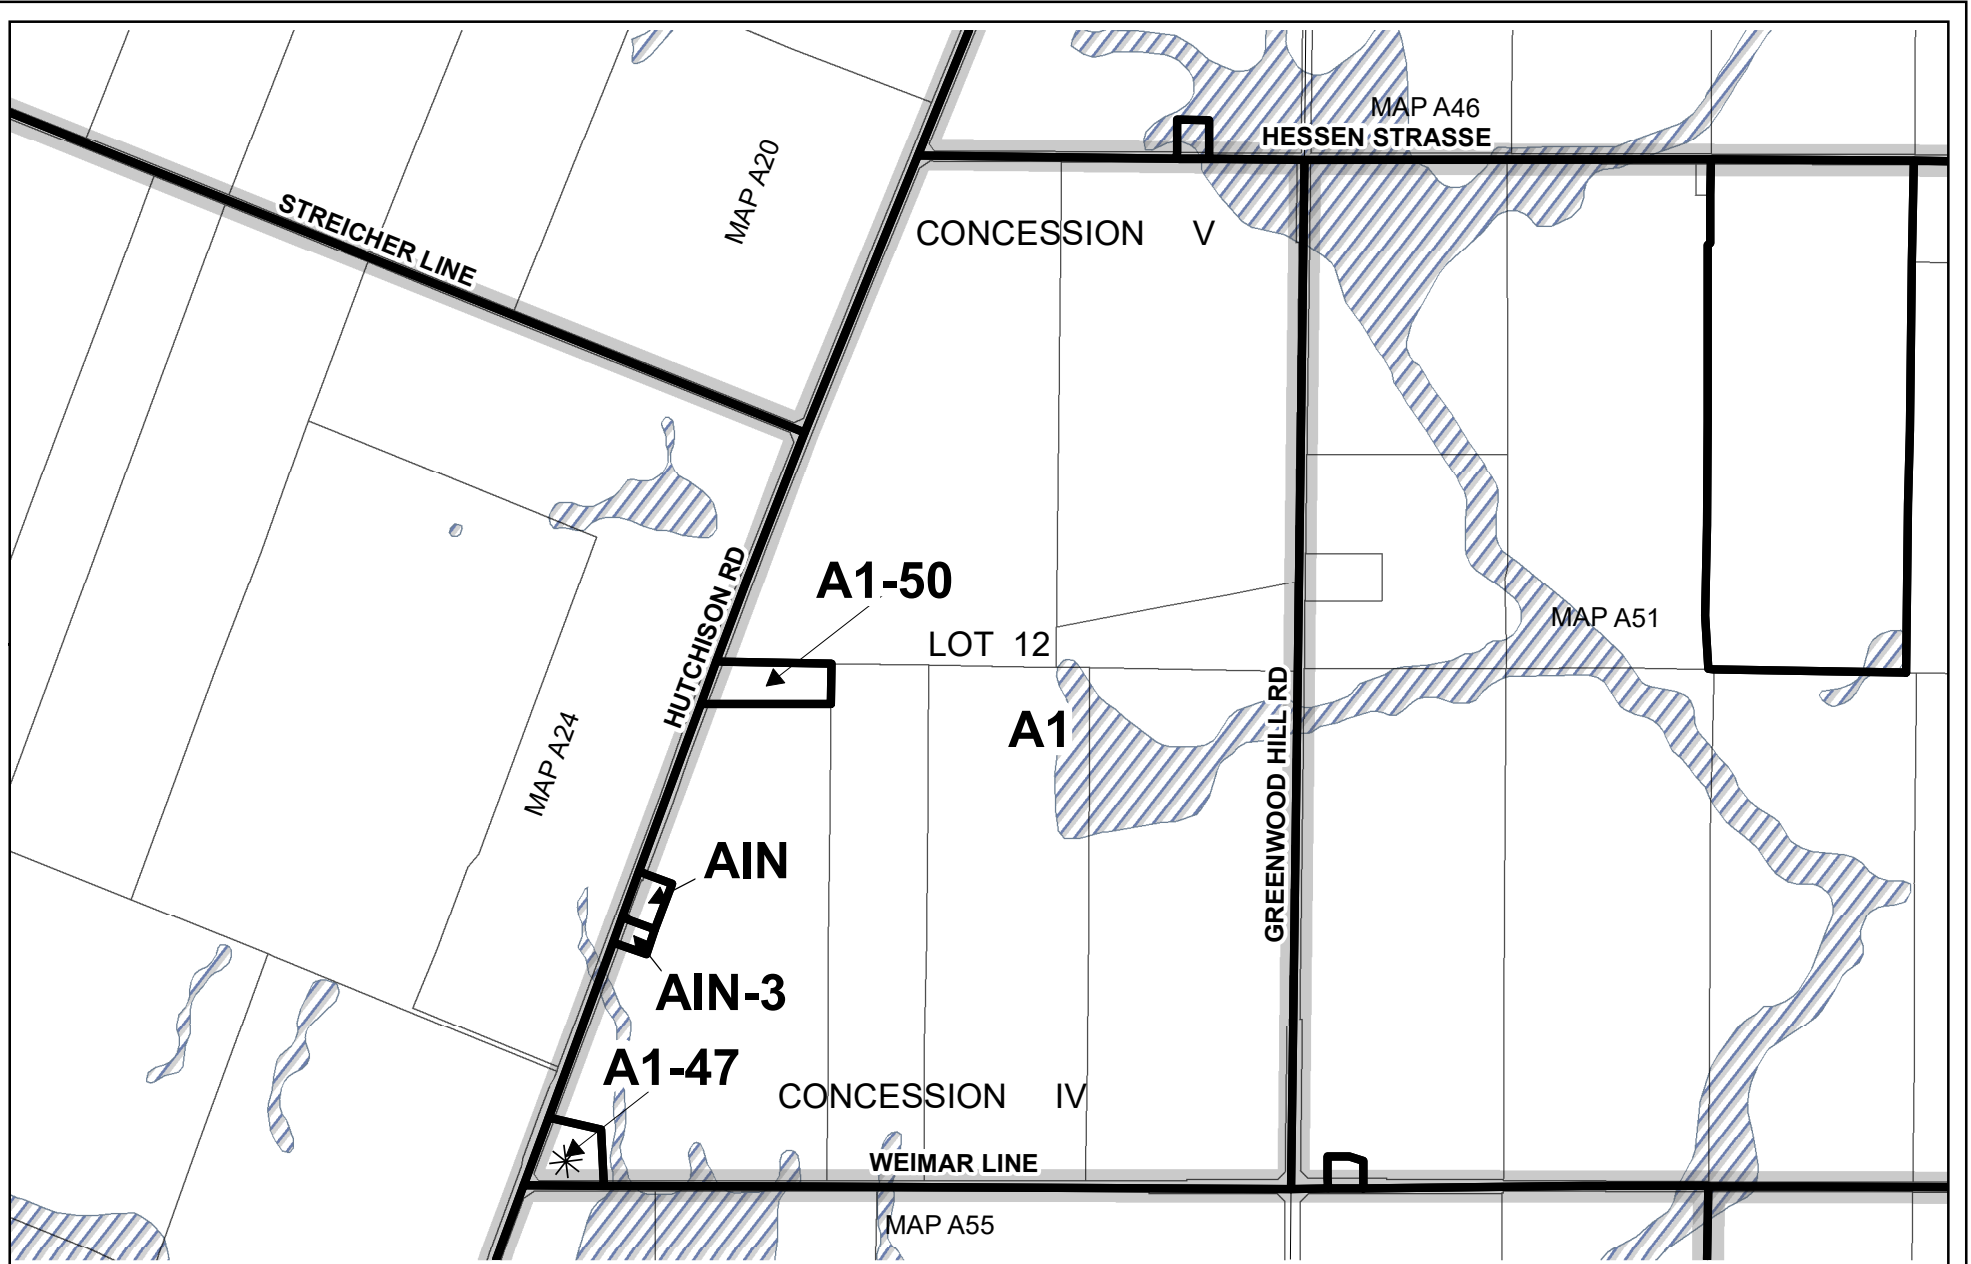 MAP A46
HESSEN STRASSE
MAP A20
STREICHER LINE
CONCESSION V
HUTCHISON RD
A1-50
LOT 12
MAP A51
A1
GREENWOOD HILL RD
MAP A24
AIN
AIN-3
A1-47
CONCESSION IV
WEIMAR LINE
MAP A55